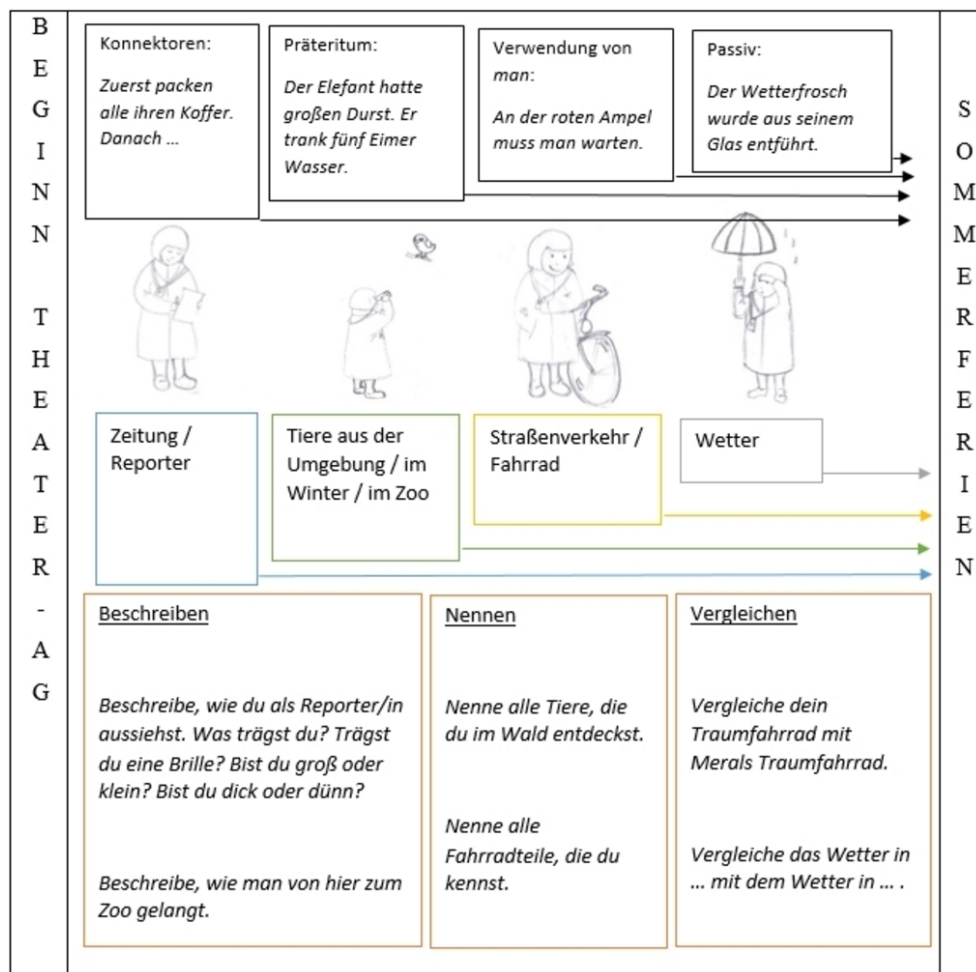 BEGINN THEATER-AG
Konnektoren:
Zuerst packen
alle ihren Koffer.
Danach …
Präteritum:
Der Elefant hatte
großen Durst. Er
trank fünf Eimer
Wasser.
Verwendung von
man:
An der roten Ampel
muss man warten.
Passiv:
Der Wetterfrosch
wurde aus seinem
Glas entführt.
Zeitung /
Reporter
Tiere aus der
Umgebung / im
Winter / im Zoo
Straßenverkehr /
Fahrrad
Wetter
Beschreiben
Beschreibe, wie du als Reporter/in
aussiehst. Was trägst du? Trägst
du eine Brille? Bist du groß oder
klein? Bist du dick oder dünn?
Beschreibe, wie man von hier zum
Zoo gelangt.
Nennen
Nenne alle Tiere, die
du im Wald entdeckst.
Nenne alle
Fahrradteile, die du
kennst.
Vergleichen
Vergleiche dein
Traumfahrrad mit
Merals Traumfahrrad.
Vergleiche das Wetter in
… mit dem Wetter in … .
SOMMERFERIEN